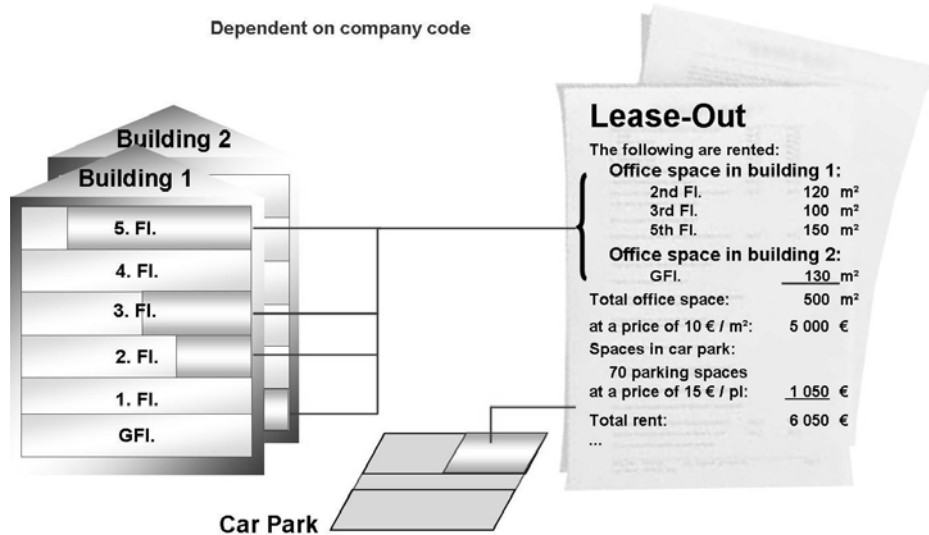 Dependent on company code
Building 2
Building 1
5. Fl.
4. Fl.
3. Fl.
2. Fl.
1. Fl.
GFl.
Car Park
Lease-Out
The following are rented:
Office space in building 1:
2nd Fl. 120 m²
3rd Fl. 100 m²
5th Fl. 150 m²
Office space in building 2:
GFl. 130 m²
Total office space: 500 m²
at a price of 10 € / m²: 5 000 €
Spaces in car park:
70 parking spaces
at a price of 15 € / pl: 1 050 €
Total rent: 6 050 €
...